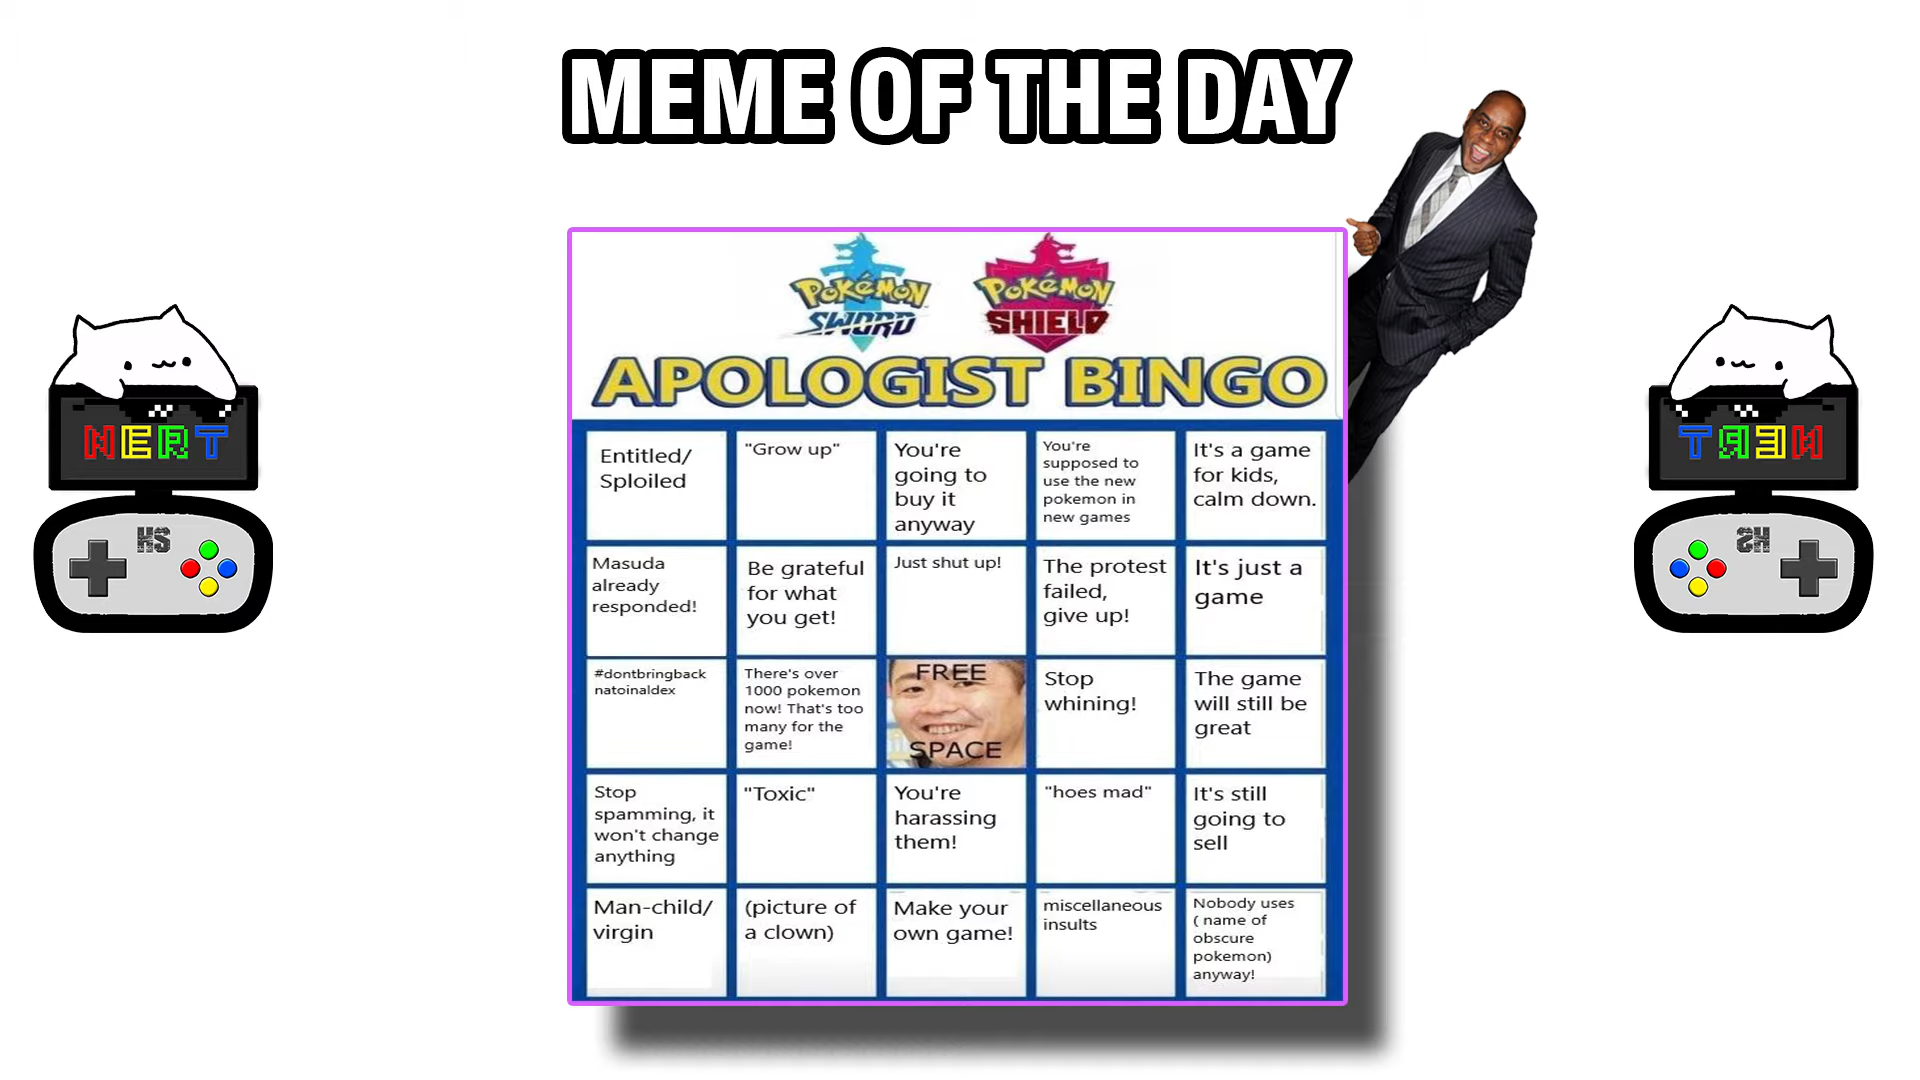 MEME OF THE DAY
Pokémon
SWORD
Pokémon
SHIELD
APOLOGIST BINGO
Entitled/
Sploiled
"Grow up"
You're
going to
buy it
anyway
You're
supposed to
use the new
pokemon in
new games
It's a game
for kids,
calm down.
Masuda
already
responded!
Be grateful
for what
you get!
Just shut up!
The protest
failed,
give up!
It's just a
game
#dontbringback
natoinaldex
There's over
1000 pokemon
now! That's too
many for the
game!
FREE
SPACE
Stop
whining!
The game
will still be
great
Stop
spamming, it
won't change
anything
"Toxic"
You're
harassing
them!
"hoes mad"
It's still
going to
sell
Man-child/
virgin
(picture of
a clown)
Make your
own game!
miscellaneous
insults
Nobody uses
( name of
obscure
pokemon)
anyway!
NERT
HS
NERT
HS